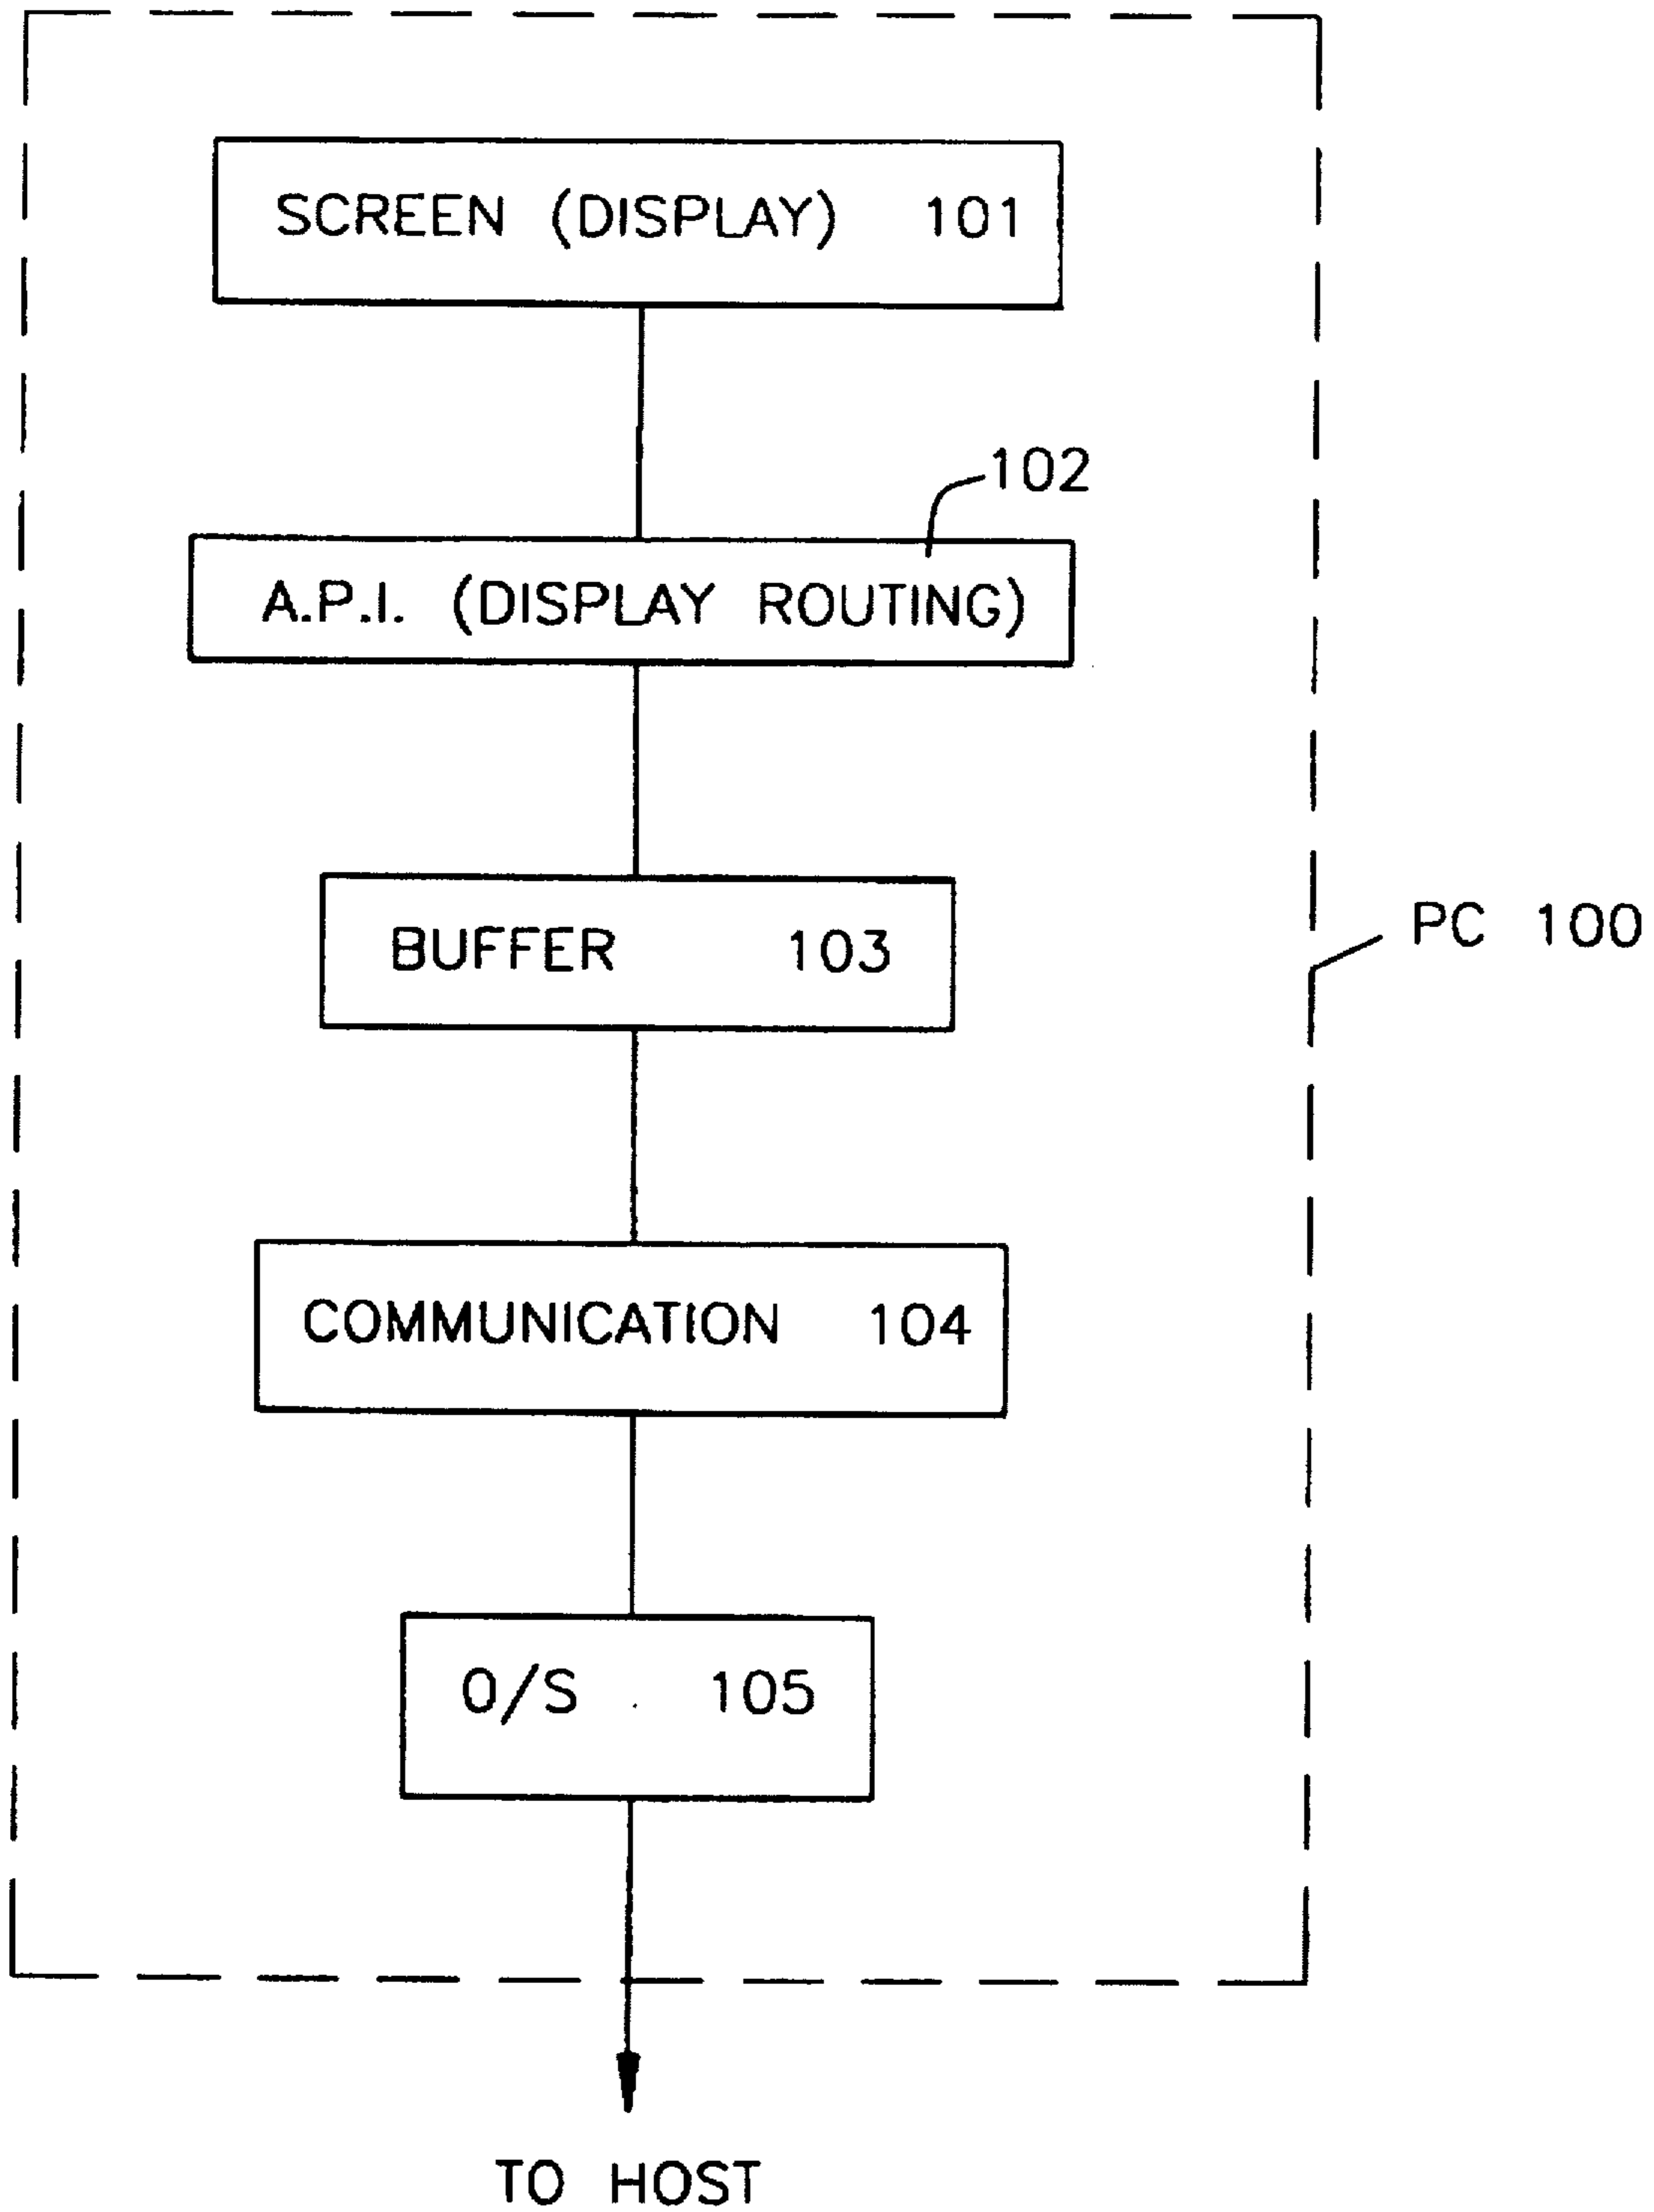 SCREEN (DISPLAY) 101
102
A.P.I. (DISPLAY ROUTING)
BUFFER 103
PC 100
COMMUNICATION 104
O/S 105
TO HOST